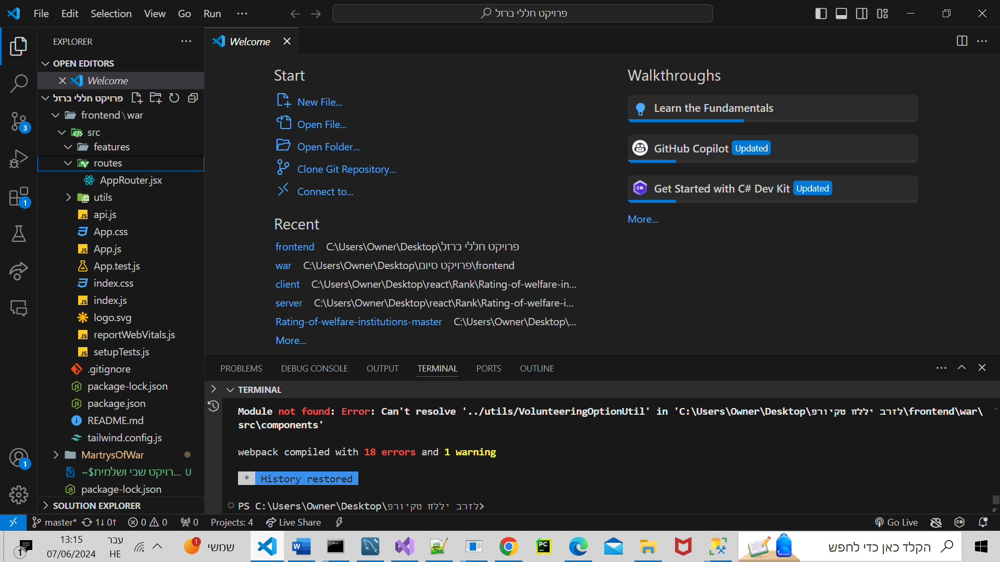 File Edit Selection View Go Run
פרויקט חללי ברזל
EXPLORER
OPEN EDITORS
Welcome
פרויקט חללי ברזל
frontend\war
src
features
routes
AppRouter.jsx
utils
api.js
App.css
App.js
App.test.js
index.css
index.js
logo.svg
reportWebVitals.js
setupTests.js
.gitignore
package-lock.json
package.json
README.md
tailwind.config.js
MartrysOfWar
~$רויקט שבי ושלמית... U
package-lock.json
SOLUTION EXPLORER
Welcome
Start
New File...
Open File...
Open Folder...
Clone Git Repository...
Connect to...
Recent
frontend C:\Users\Owner\Desktop\פרויקט חללי ברזל
war C:\Users\Owner\Desktop\פרויקט סיום\frontend
client C:\Users\Owner\Desktop\react\Rank\Rating-of-welfare-in...
server C:\Users\Owner\Desktop\react\Rank\Rating-of-welfare-i...
Rating-of-welfare-institutions-master C:\Users\Owner\Desktop\...
More...
Walkthroughs
Learn the Fundamentals
GitHub Copilot Updated
Get Started with C# Dev Kit Updated
More...
PROBLEMS DEBUG CONSOLE OUTPUT TERMINAL PORTS OUTLINE
TERMINAL
Module not found: Error: Can't resolve '../utils/VolunteeringOptionUtil' in 'C:\Users\Owner\Desktop\פרויקט חללי ברזל\frontend\war\
src\components'
webpack compiled with 18 errors and 1 warning
* History restored
PS C:\Users\Owner\Desktop\פרויקט חללי ברזל>
master* 1↓ 0↑ 0 0 0 Projects: 4 Live Share Go Live
3
1
1
13:15
07/06/2024
עבר
HE
1
שמשי
1
W
PC
הקלד כאן כדי לחפש